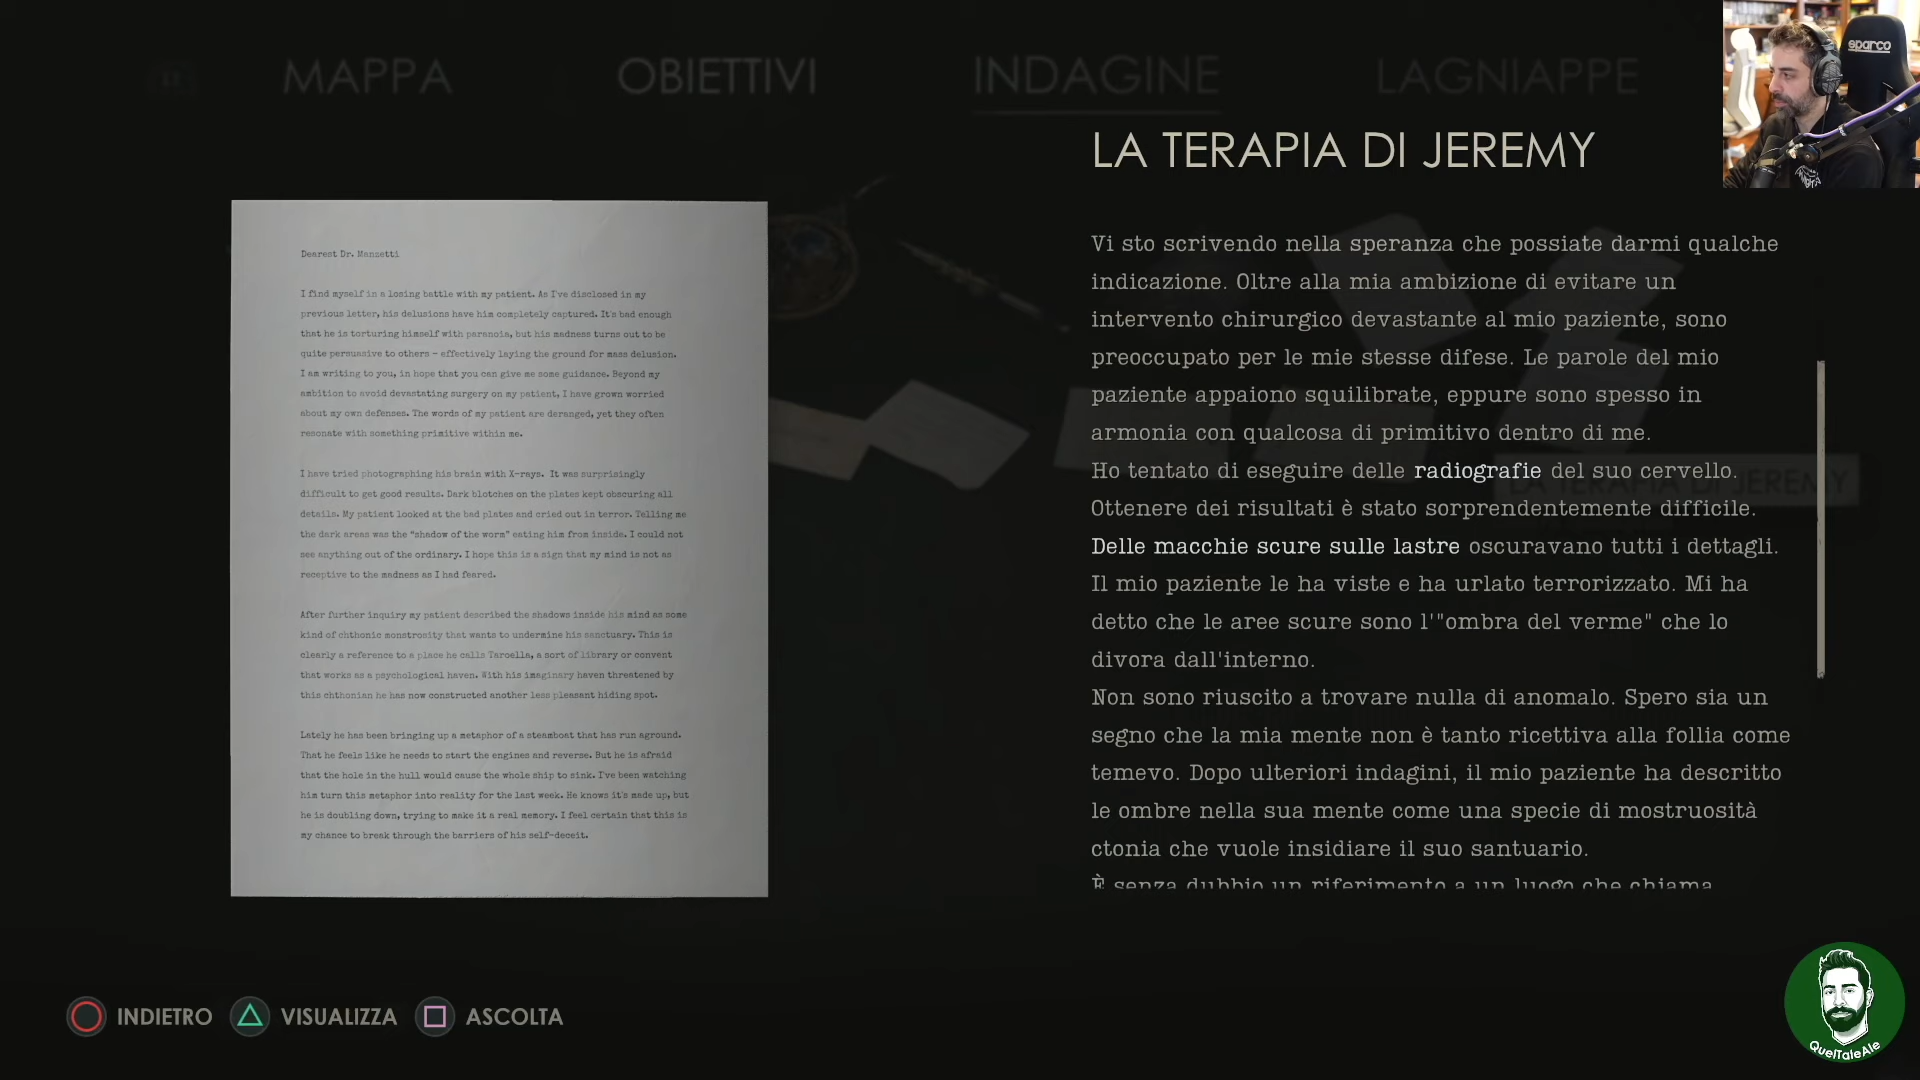 MAPPA
OBIETTIVI
INDAGINE
LAGNIAPPE
sparco
LA TERAPIA DI JEREMY
Dearest Dr. Manzetti
I find myself in a losing battle with my patient. As I've disclosed in my
previous letter, his delusions have him completely captured. It's bad enough
that he is torturing himself with paranoia, but his madness turns out to be
quite persuasive to others - effectively laying the ground for mass delusion.
I am writing to you, in hope that you can give me some guidance. Beyond my
ambition to avoid devastating surgery on my patient, I have grown worried
about my own defenses. The words of my patient are deranged, yet they often
resonate with something primitive within me.
I have tried photographing his brain with X-rays. It was surprisingly
difficult to get good results. Dark blotches on the plates kept obscuring all
details. My patient looked at the bad plates and cried out in terror. Telling me
the dark areas was the "shadow of the worm" eating him from inside. I could not
see anything out of the ordinary. I hope this is a sign that my mind is not as
receptive to the madness as I had feared.
After further inquiry my patient described the shadows inside his mind as some
kind of chthonic monstrosity that wants to undermine his sanctuary. This is
clearly a reference to a place he calls Taroella, a sort of library or convent
that works as a psychological haven. With his imaginary haven threatened by
this chthonian he has now constructed another less pleasant hiding spot.
Lately he has been bringing up a metaphor of a steamboat that has run aground.
That he feels like he needs to start the engines and reverse. But he is afraid
that the hole in the hull would cause the whole ship to sink. I've been watching
him turn this metaphor into reality for the last week. He knows it's made up, but
he is doubling down, trying to make it a real memory. I feel certain that this is
my chance to break through the barriers of his self-deceit.
Vi sto scrivendo nella speranza che possiate darmi qualche
indicazione. Oltre alla mia ambizione di evitare un
intervento chirurgico devastante al mio paziente, sono
preoccupato per le mie stesse difese. Le parole del mio
paziente appaiono squilibrate, eppure sono spesso in
armonia con qualcosa di primitivo dentro di me.
Ho tentato di eseguire delle radiografie del suo cervello.
Ottenere dei risultati è stato sorprendentemente difficile.
Delle macchie scure sulle lastre oscuravano tutti i dettagli.
Il mio paziente le ha viste e ha urlato terrorizzato. Mi ha
detto che le aree scure sono l'"ombra del verme" che lo
divora dall'interno.
Non sono riuscito a trovare nulla di anomalo. Spero sia un
segno che la mia mente non è tanto ricettiva alla follia come
temevo. Dopo ulteriori indagini, il mio paziente ha descritto
le ombre nella sua mente come una specie di mostruosità
ctonia che vuole insidiare il suo santuario.
È senza dubbio un riferimento a un luogo che chiama
LA TERAPIA DI JEREMY
INDIETRO
VISUALIZZA
ASCOLTA
QuelTaleAle